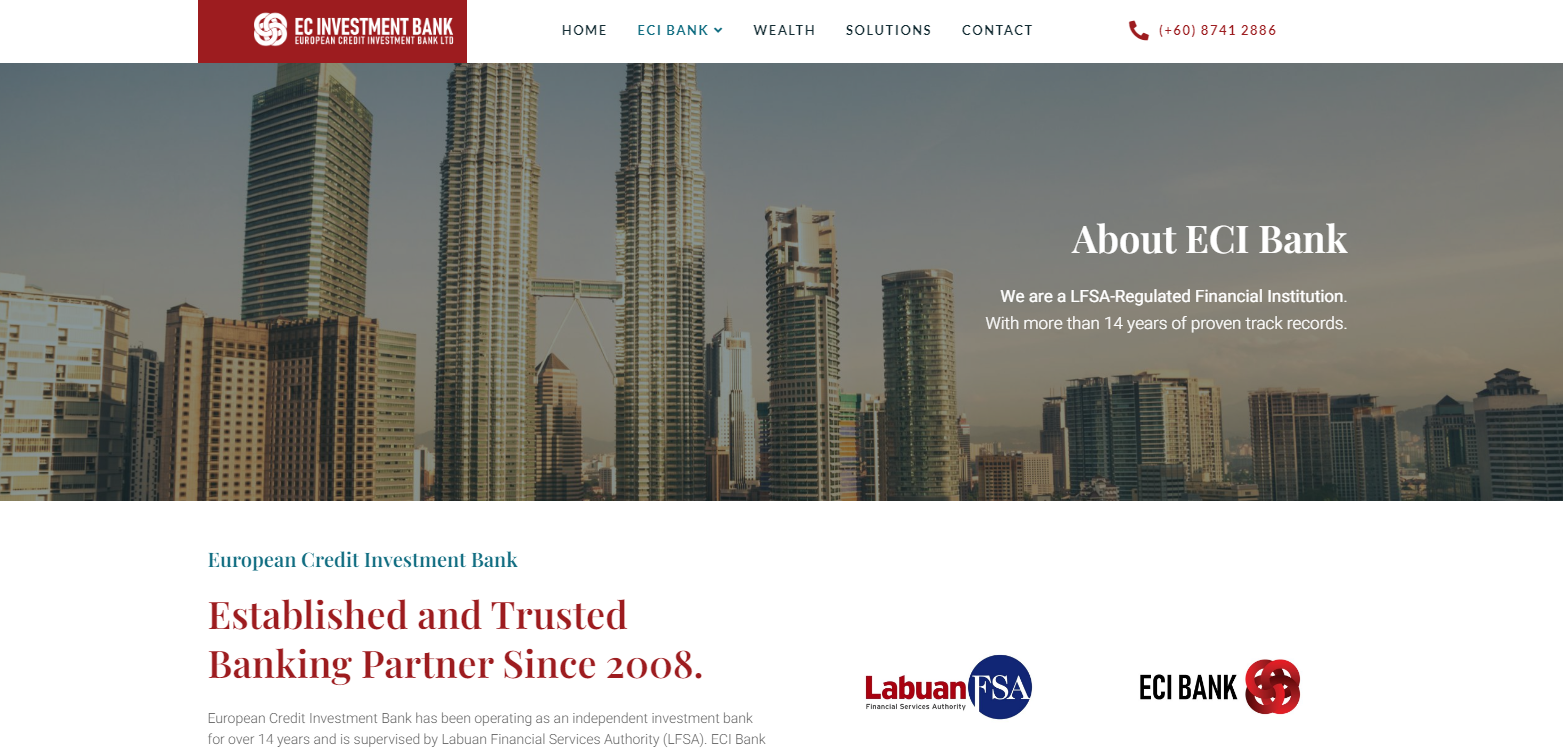 EC INVESTMENT BANK
EUROPEAN CREDIT INVESTMENT BANK LTD
HOME ECI BANK WEALTH SOLUTIONS CONTACT (+60) 8741 2886
About ECI Bank
We are a LFSA-Regulated Financial Institution.
With more than 14 years of proven track records.
European Credit Investment Bank
Established and Trusted
Banking Partner Since 2008.
European Credit Investment Bank has been operating as an independent investment bank
for over 14 years and is supervised by Labuan Financial Services Authority (LFSA). ECI Bank
Labuan FSA
Financial Services Authority
ECI BANK